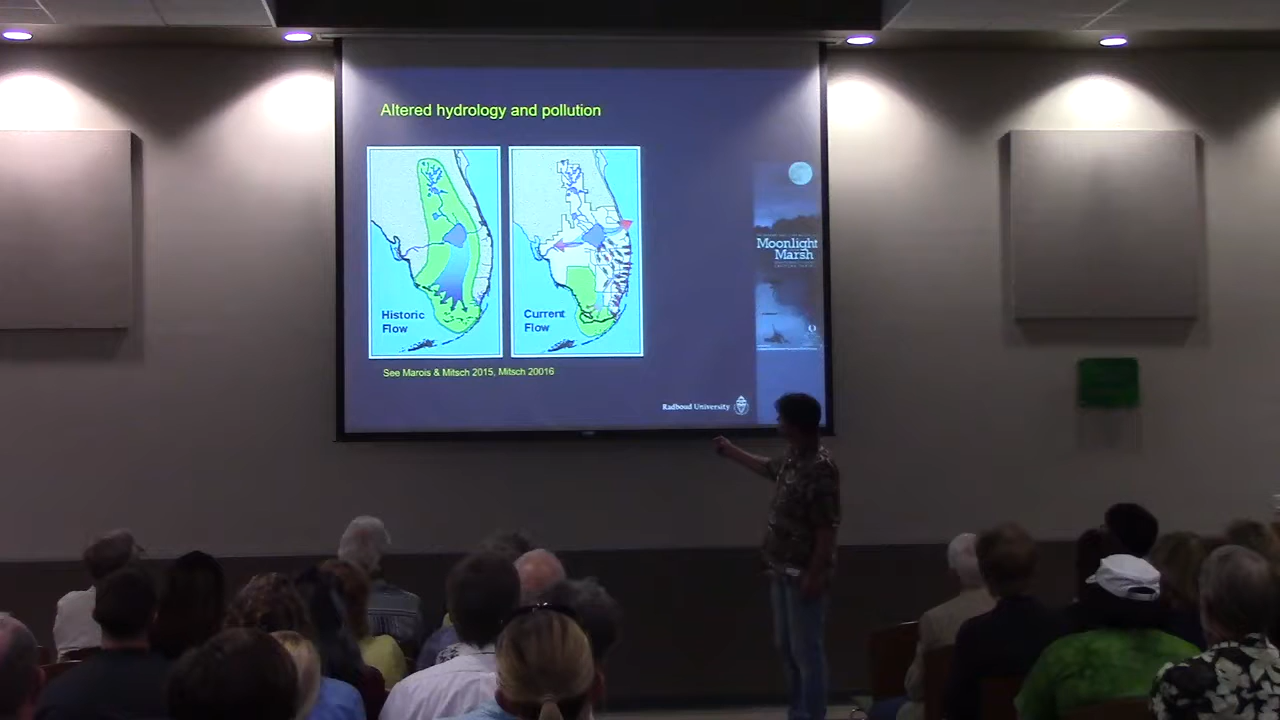 Altered hydrology and pollution
Historic
Flow
Current
Flow
See Marois & Mitsch 2015, Mitsch 20016
Moonlight
Marsh
Radboud University